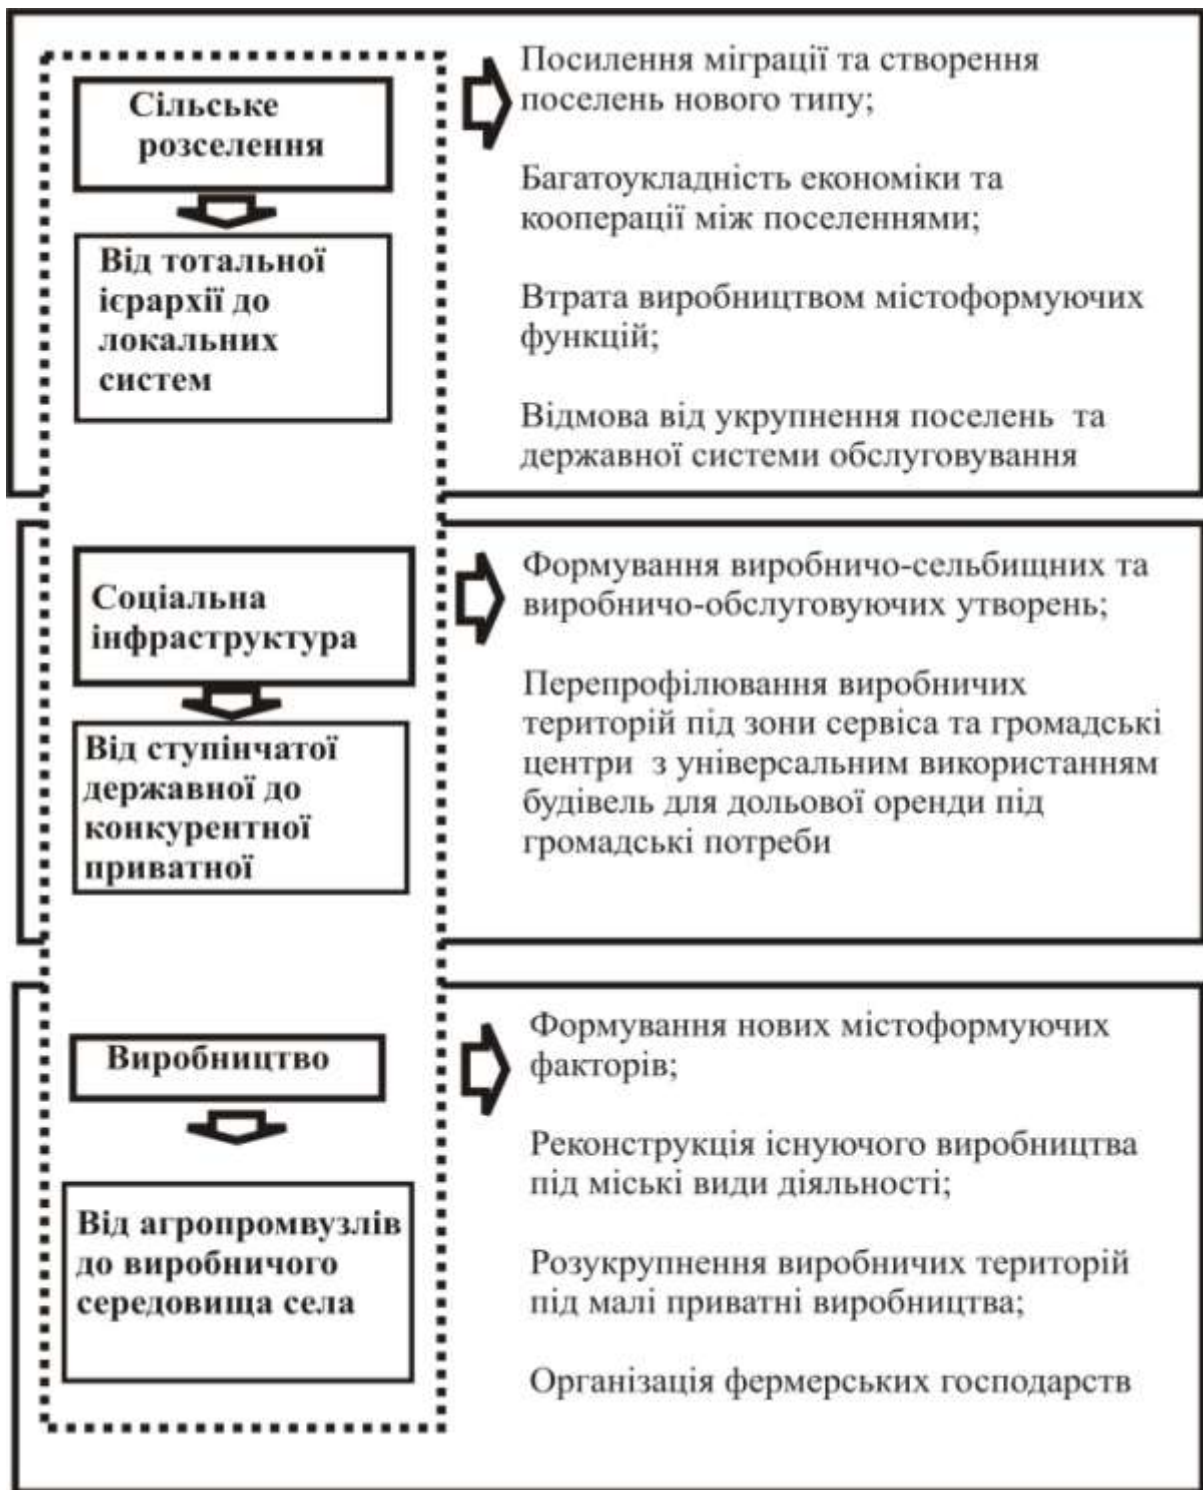 Сільське
розселення
Від тотальної
ієрархії до
локальних
систем
Посилення міграції та створення
поселень нового типу;
Багатоукладність економіки та
кооперації між поселеннями;
Втрата виробництвом містоформуючих
функцій;
Відмова від укрупнення поселень та
державної системи обслуговування
Соціальна
інфраструктура
Від ступінчатої
державної до
конкурентної
приватної
Формування виробничо-сельбищних та
виробничо-обслуговуючих утворень;
Перепрофілювання виробничих
територій під зони сервіса та громадські
центри з універсальним використанням
будівель для дольової оренди під
громадські потреби
Виробництво
Від агропромвузлів
до виробничого
середовища села
Формування нових містоформуючих
факторів;
Реконструкція існуючого виробництва
під міські види діяльності;
Розукрупнення виробничих територій
під малі приватні виробництва;
Організація фермерських господарств